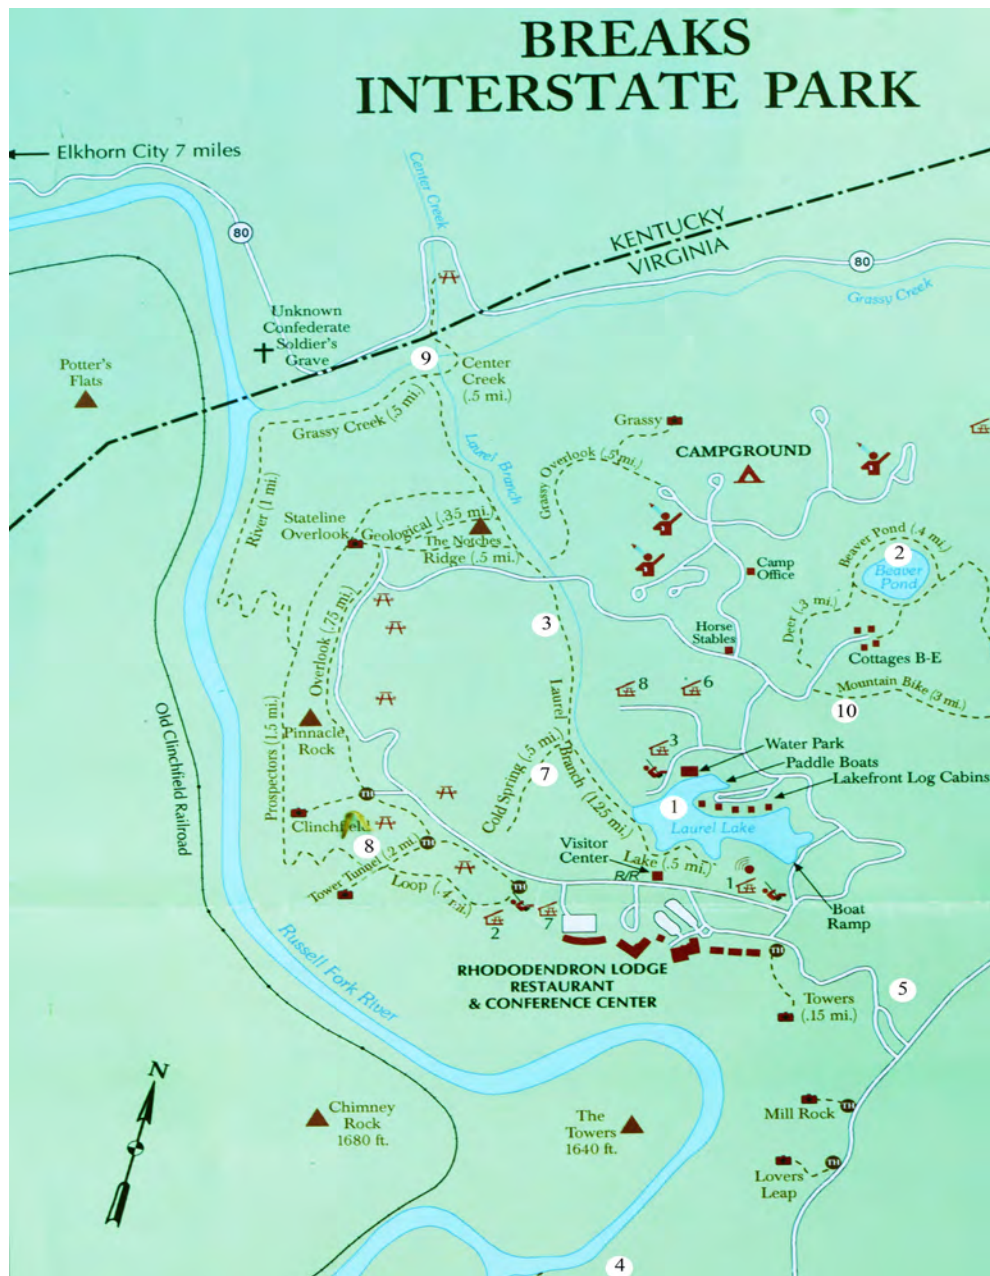 BREAKS
INTERSTATE PARK
Elkhorn City 7 miles
Center Creek
80
KENTUCKY
VIRGINIA
80
Grassy Creek
Unknown
Confederate
Soldier's
Grave
Potter's
Flats
9
Center
Creek
(.5 mi.)
Grassy Creek (.5 mi.)
Laurel Branch
Grassy
CAMPGROUND
Grassy Overlook (.5 mi.)
River (1 mi.)
Stateline
Overlook
Geological (.35 mi.)
The Notches
Ridge (.5 mi.)
Beaver Pond (.4 mi.)
2
Beaver
Pond
Camp
Office
Deer (.3 mi.)
3
Horse
Stables
Cottages B-E
Overlook (.75 mi.)
8
6
Mountain Bike (3 mi.)
10
Old Clinchfield Railroad
Prospectors (1.5 mi.)
Pinnacle
Rock
Laurel
Branch (1.25 mi.)
Cold Spring (.5 mi.)
7
3
Water Park
Paddle Boats
Lakefront Log Cabins
TH
1
Laurel Lake
Clinchfield
8
TH
Visitor
Center
R/R
Lake (.5 mi.)
Tower Tunnel (.2 mi.)
Loop (.4 mi.)
TH
1
2
7
Boat
Ramp
RHODODENDRON LODGE
RESTAURANT
& CONFERENCE CENTER
TH
Russell Fork River
5
Towers
(.15 mi.)
N
Chimney
Rock
1680 ft.
The
Towers
1640 ft.
Mill Rock
TH
TH
Lovers
Leap
4